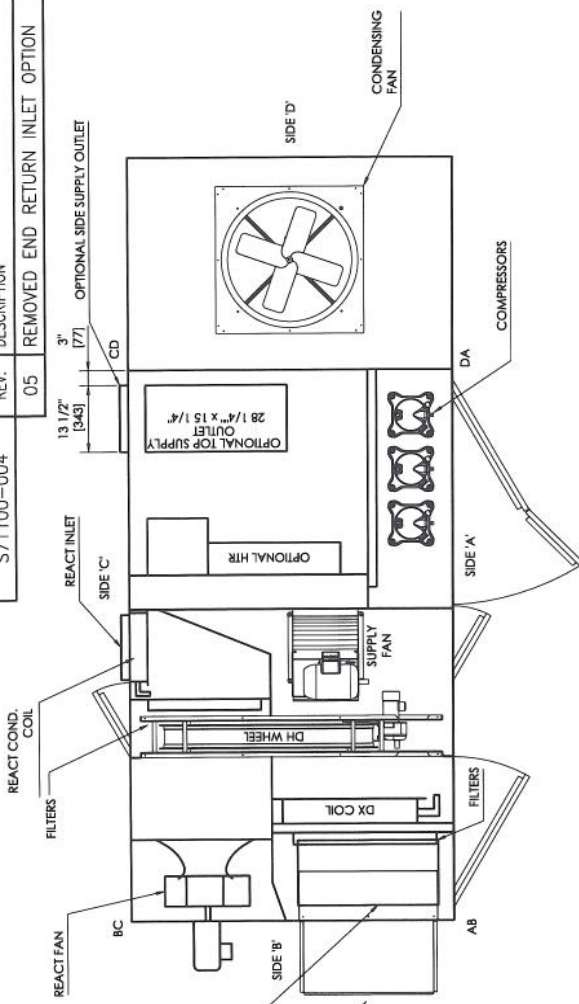 S71100-004
REV.
DESCRIPTION
05
REMOVED END RETURN INLET OPTION
OPTIONAL SIDE SUPPLY OUTLET
3"
[77]
13 1/2"
[343]
CD
SIDE 'D'
CONDENSING
FAN
REACT INLET
SIDE 'C'
OPTIONAL TOP SUPPLY
OUTLET
28 1/4"" x 15 1/4"
OPTIONAL HTR
DA
COMPRESSORS
SIDE 'A'
REACT COND.
COIL
FILTERS
SUPPLY
FAN
DH WHEEL
DX COIL
FILTERS
REACT FAN
BC
SIDE 'B'
AB